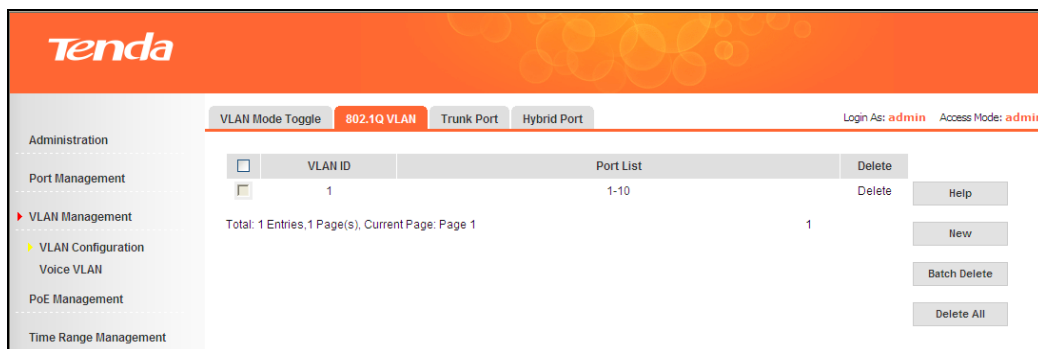 Tenda
VLAN Mode Toggle 802.1Q VLAN Trunk Port Hybrid Port
Login As: admin Access Mode: admin
Administration
Port Management
VLAN Management
VLAN Configuration
Voice VLAN
PoE Management
Time Range Management
VLAN ID Port List Delete
1 1-10 Delete
Total: 1 Entries,1 Page(s), Current Page: Page 1 1
Help
New
Batch Delete
Delete All